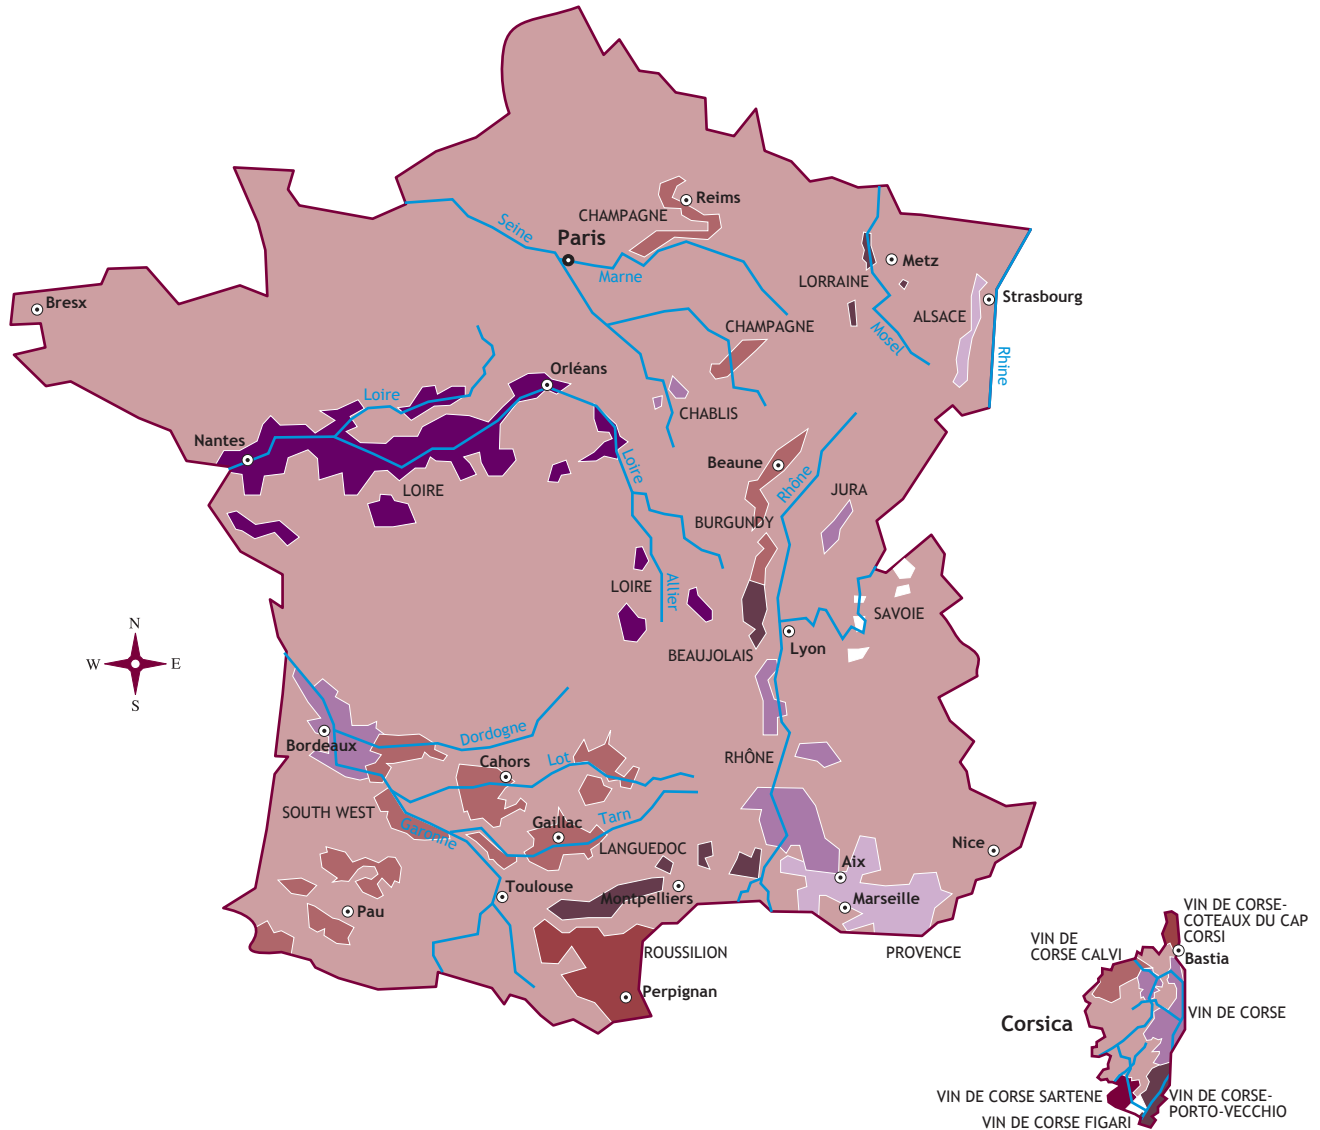 Reims
CHAMPAGNE
Seine
Paris
Marne
Metz
LORRAINE
Strasbourg
ALSACE
Bresx
CHAMPAGNE
Mosel
Rhine
Orléans
Loire
CHABLIS
Nantes
Beaune
Loire
Rhône
LOIRE
JURA
BURGUNDY
LOIRE
Allier
SAVOIE
N
W
E
S
Lyon
BEAUJOLAIS
Dordogne
Bordeaux
Cahors
Lot
RHÔNE
SOUTH WEST
Gaillac
Tarn
Garonne
LANGUEDOC
Nice
Aix
Toulouse
Montpelliers
Marseille
Pau
ROUSSILION
PROVENCE
Perpignan
VIN DE CORSE-
COTEAUX DU CAP
CORSI
VIN DE
CORSE CALVI
Bastia
VIN DE CORSE
Corsica
VIN DE CORSE SARTENE
VIN DE CORSE-
PORTO-VECCHIO
VIN DE CORSE FIGARI